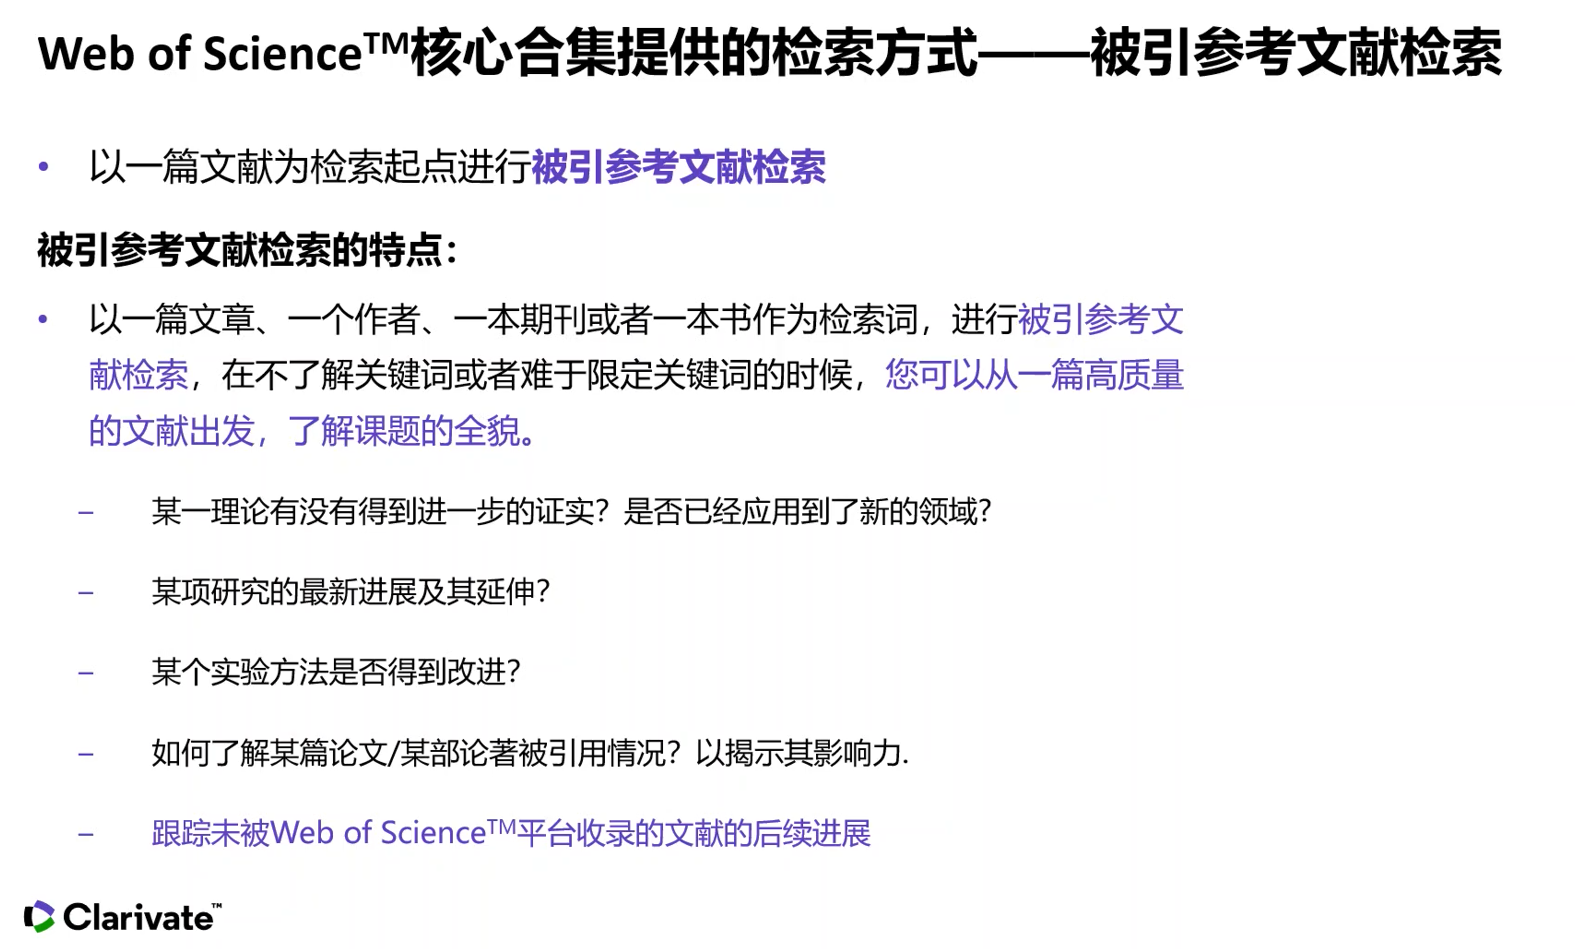 Web of Science™核心合集提供的检索方式——被引参考文献检索
• 以一篇文献为检索起点进行被引参考文献检索
被引参考文献检索的特点：
• 以一篇文章、一个作者、一本期刊或者一本书作为检索词，进行被引参考文
献检索，在不了解关键词或者难于限定关键词的时候，您可以从一篇高质量
的文献出发，了解课题的全貌。
– 某一理论有没有得到进一步的证实？是否已经应用到了新的领域?
– 某项研究的最新进展及其延伸？
– 某个实验方法是否得到改进？
– 如何了解某篇论文/某部论著被引用情况？以揭示其影响力.
– 跟踪未被Web of Science™平台收录的文献的后续进展
Clarivate™